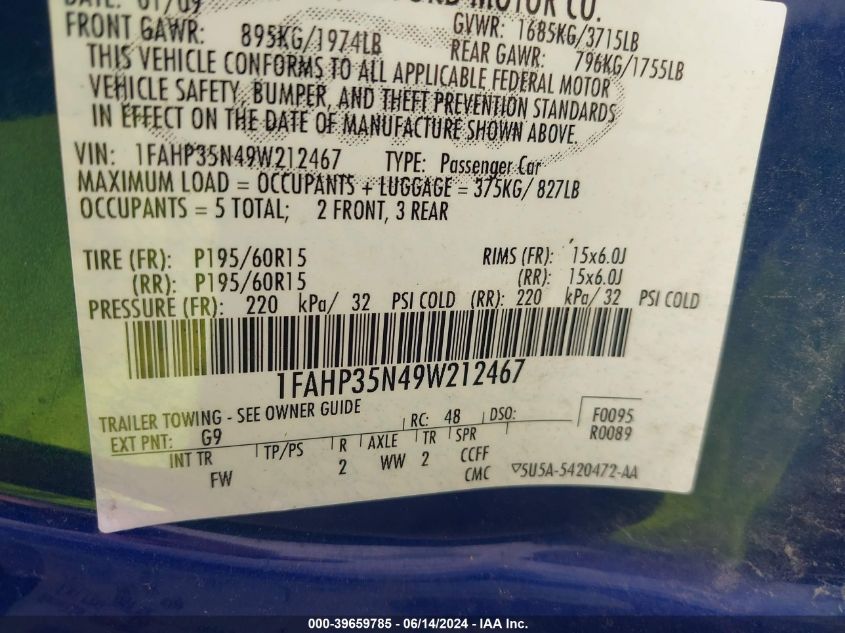 DATE: 01/09 FORD MOTOR CO.
FRONT GAWR: 895KG/1974LB GVWR: 1685KG/3715LB
REAR GAWR: 796KG/1755LB
THIS VEHICLE CONFORMS TO ALL APPLICABLE FEDERAL MOTOR
VEHICLE SAFETY, BUMPER, AND THEFT PREVENTION STANDARDS
IN EFFECT ON THE DATE OF MANUFACTURE SHOWN ABOVE.
VIN: 1FAHP35N49W212467 TYPE: Passenger Car
MAXIMUM LOAD = OCCUPANTS + LUGGAGE = 375KG/ 827LB
OCCUPANTS = 5 TOTAL; 2 FRONT, 3 REAR
TIRE (FR): P195/60R15 RIMS (FR): 15x6.0J
(RR): P195/60R15 (RR): 15x6.0J
PRESSURE (FR): 220 kPa/ 32 PSI COLD (RR): 220 kPa/ 32 PSI COLD
1FAHP35N49W212467
TRAILER TOWING - SEE OWNER GUIDE
EXT PNT: G9 RC: 48 DSO: F0095
R0089
INT TR TP/PS R AXLE TR SPR
FW 2 WW 2 CCFF
CMC ▽5U5A-5420472-AA
000-39659785 - 06/14/2024 - IAA Inc.